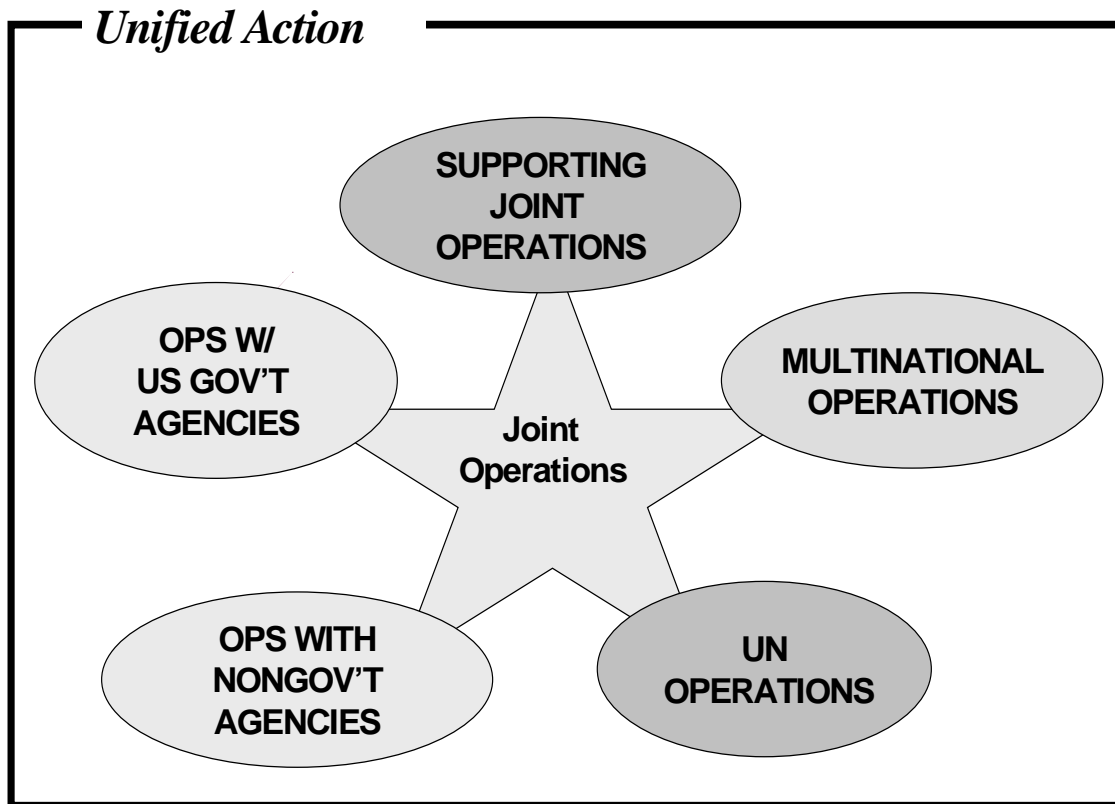 Unified Action
SUPPORTING
JOINT
OPERATIONS
OPS W/
US GOV’T
AGENCIES
MULTINATIONAL
OPERATIONS
Joint
Operations
OPS WITH
NONGOV’T
AGENCIES
UN
OPERATIONS